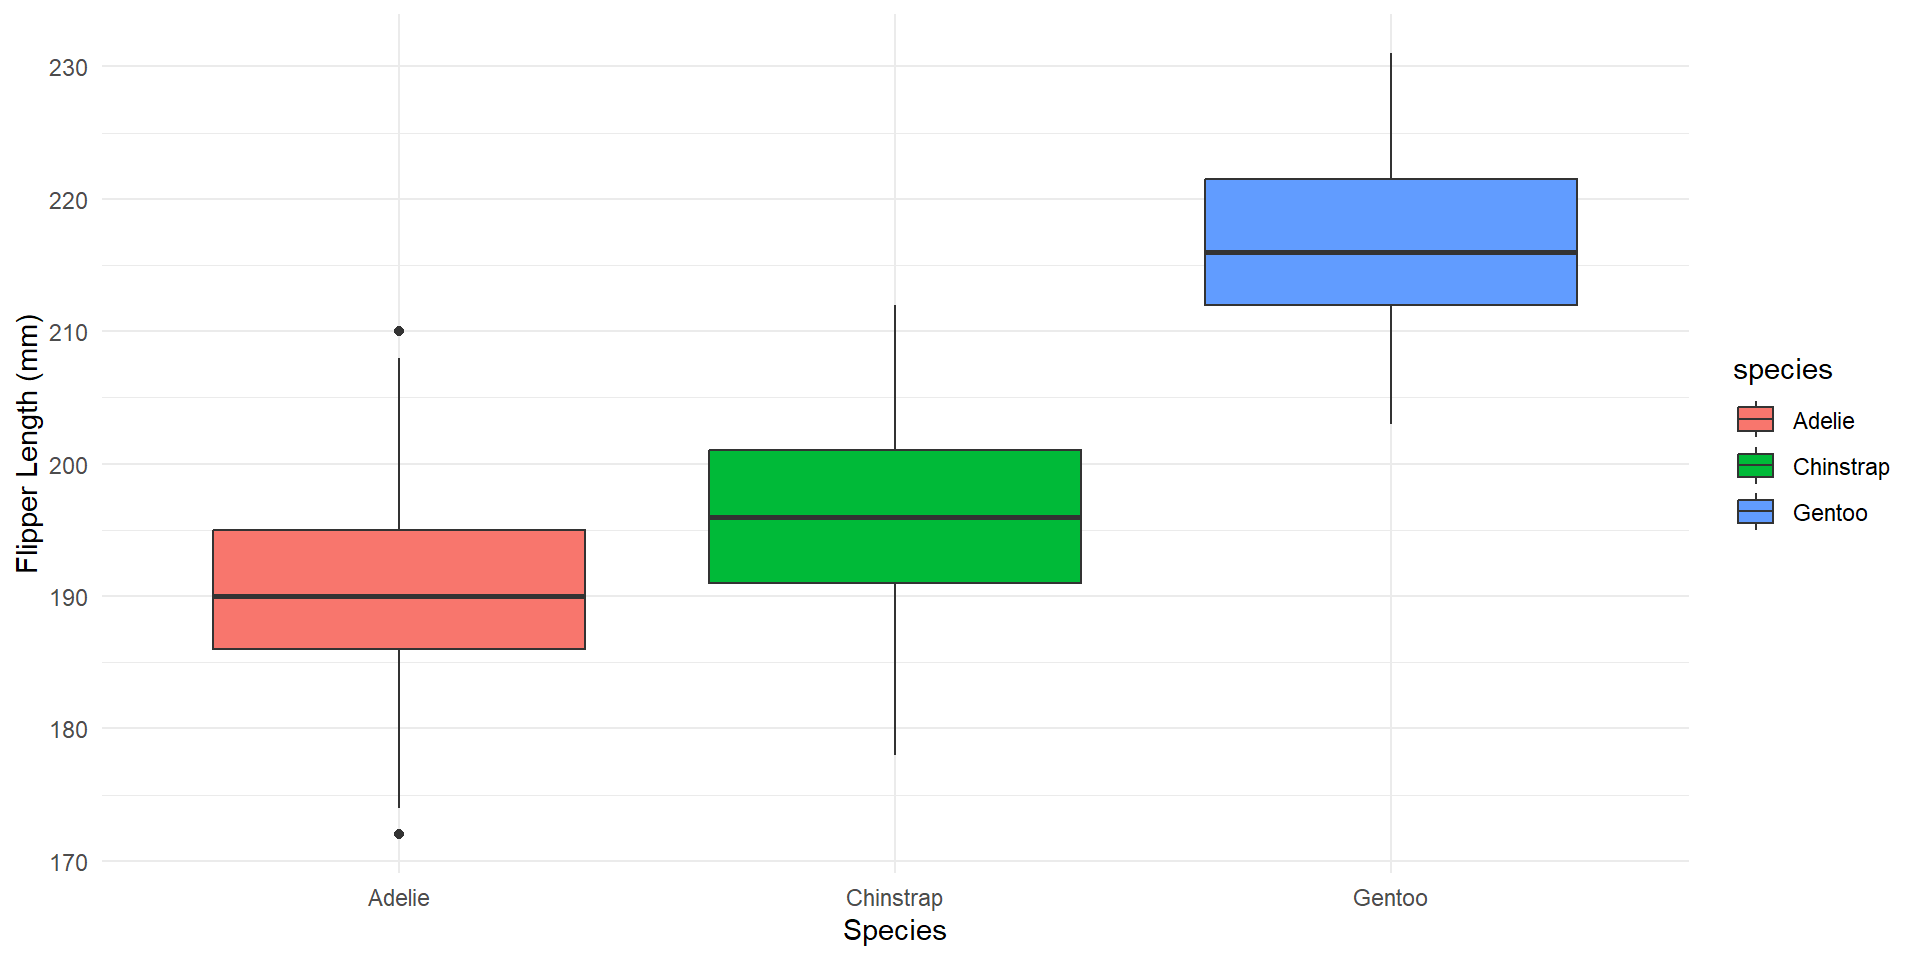 230
220
210
200
190
180
170
Flipper Length (mm)
Adelie
Chinstrap
Gentoo
Species
species
Adelie
Chinstrap
Gentoo